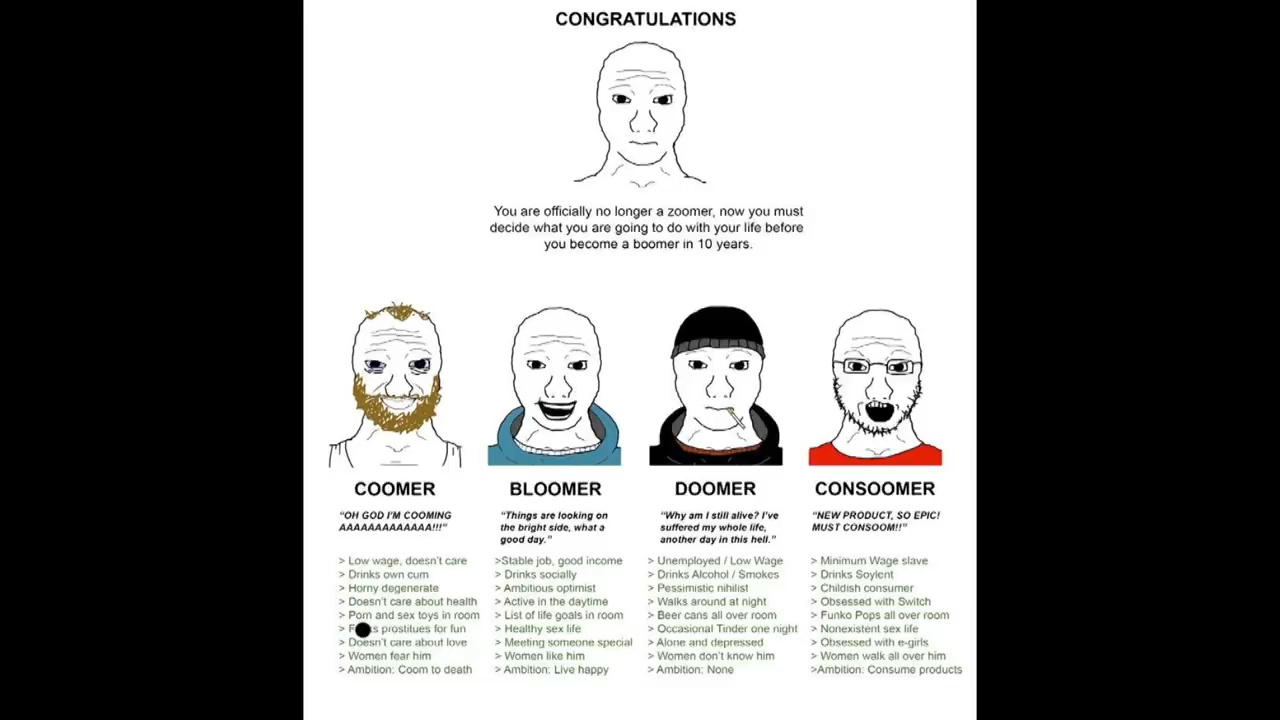 CONGRATULATIONS
You are officially no longer a zoomer, now you must
decide what you are going to do with your life before
you become a boomer in 10 years.
COOMER
“OH GOD I'M COOMING
AAAAAAAAAAAAA!!!”
> Low wage, doesn't care
> Drinks own cum
> Horny degenerate
> Doesn't care about health
> Porn and sex toys in room
> F s prostitues for fun
> Doesn't care about love
> Women fear him
> Ambition: Coom to death
BLOOMER
“Things are looking on
the bright side, what a
good day.”
>Stable job, good income
> Drinks socially
> Ambitious optimist
> Active in the daytime
> List of life goals in room
> Healthy sex life
> Meeting someone special
> Women like him
> Ambition: Live happy
DOOMER
“Why am I still alive? I've
suffered my whole life,
another day in this hell.”
> Unemployed / Low Wage
> Drinks Alcohol / Smokes
> Pessimistic nihilist
> Walks around at night
> Beer cans all over room
> Occasional Tinder one night
> Alone and depressed
> Women don't know him
> Ambition: None
CONSOOMER
“NEW PRODUCT, SO EPIC!
MUST CONSOOM!!”
> Minimum Wage slave
> Drinks Soylent
> Childish consumer
> Obsessed with Switch
> Funko Pops all over room
> Nonexistent sex life
> Obsessed with e-girls
> Women walk all over him
>Ambition: Consume products